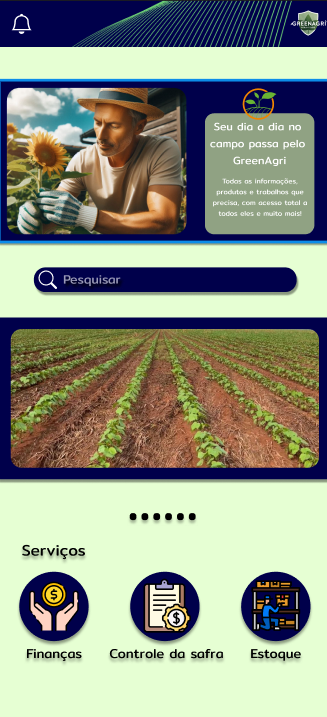 GREENAGRI
Seu dia a dia no
campo passa pelo
GreenAgri
Todas as informações,
produtos e trabalhos que
precisa, com acesso total a
todos eles e muito mais!
Pesquisar
Serviços
Finanças
Controle da safra
Estoque